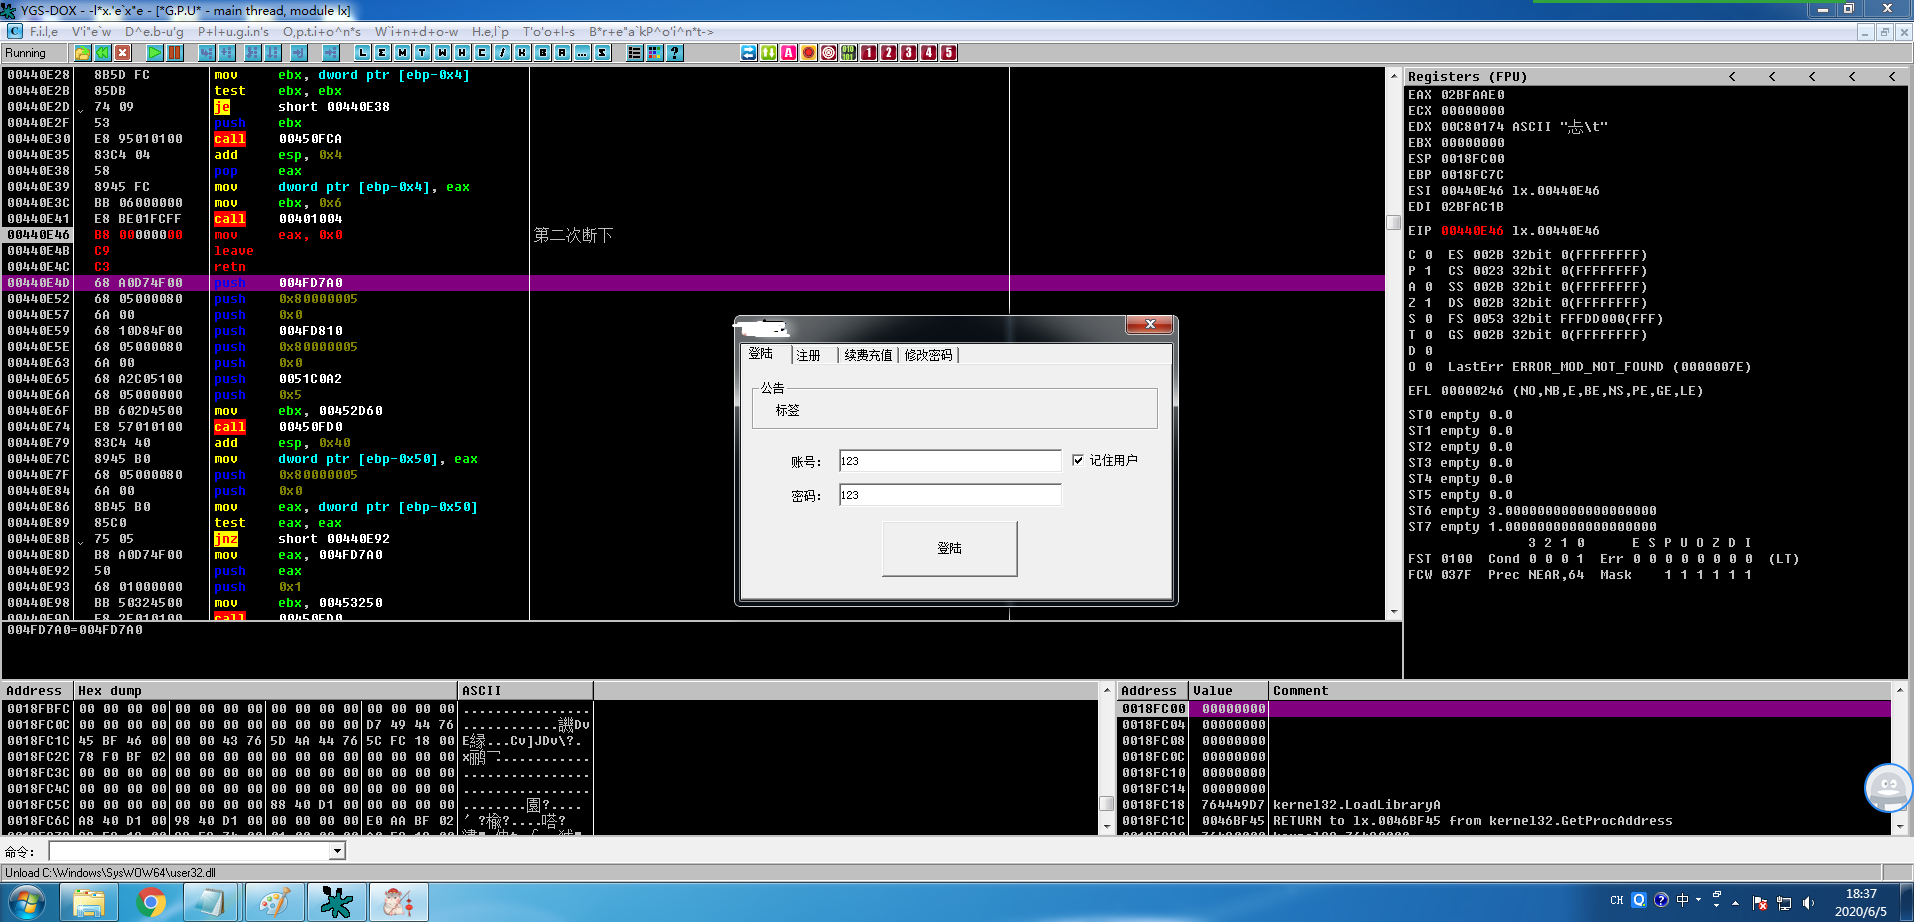 YGS-DOX - -l*x.'e`x"e - [*G.P.U* - main thread, module lx]
F.i.l,e V'i"e`w D^e.b-u'g P+l+u.g.i.n's O,p.t.i+o^n*s W`i+n+d+o-w H.e,l`p T'o'o+l-s B*r+e"a`kP^o'i^n*t->
Running L E M T W H C / K B R ... S ? A 1 2 3 4 5
00440E28 8B5D FC mov ebx, dword ptr [ebp-0x4]
00440E2B 85DB test ebx, ebx
00440E2D 74 09 je short 00440E38
00440E2F 53 push ebx
00440E30 E8 95010100 call 00450FCA
00440E35 83C4 04 add esp, 0x4
00440E38 58 pop eax
00440E39 8945 FC mov dword ptr [ebp-0x4], eax
00440E3C BB 06000000 mov ebx, 0x6
00440E41 E8 BE01FCFF call 00401004
00440E46 B8 00000000 mov eax, 0x0 第二次断下
00440E4B C9 leave
00440E4C C3 retn
00440E4D 68 A0D74F00 push 004FD7A0
00440E52 68 05000080 push 0x80000005
00440E57 6A 00 push 0x0
00440E59 68 10D84F00 push 004FD810
00440E5E 68 05000080 push 0x80000005
00440E63 6A 00 push 0x0
00440E65 68 A2C05100 push 0051C0A2
00440E6A 68 05000000 push 0x5
00440E6F BB 602D4500 mov ebx, 00452D60
00440E74 E8 57010100 call 00450FD0
00440E79 83C4 40 add esp, 0x40
00440E7C 8945 B0 mov dword ptr [ebp-0x50], eax
00440E7F 68 05000080 push 0x80000005
00440E84 6A 00 push 0x0
00440E86 8B45 B0 mov eax, dword ptr [ebp-0x50]
00440E89 85C0 test eax, eax
00440E8B 75 05 jnz short 00440E92
00440E8D B8 A0D74F00 mov eax, 004FD7A0
00440E92 50 push eax
00440E93 68 01000000 push 0x1
00440E98 BB 50324500 mov ebx, 00453250
00440E9D E8 2E010100 call 00450FD0
004FD7A0=004FD7A0
Registers (FPU) < < < < <
EAX 02BFAAE0
ECX 00000000
EDX 00C80174 ASCII "忐\t"
EBX 00000000
ESP 0018FC00
EBP 0018FC7C
ESI 00440E46 lx.00440E46
EDI 02BFAC1B
EIP 00440E46 lx.00440E46
C 0 ES 002B 32bit 0(FFFFFFFF)
P 1 CS 0023 32bit 0(FFFFFFFF)
A 0 SS 002B 32bit 0(FFFFFFFF)
Z 1 DS 002B 32bit 0(FFFFFFFF)
S 0 FS 0053 32bit FFFDD000(FFF)
T 0 GS 002B 32bit 0(FFFFFFFF)
D 0
O 0 LastErr ERROR_MOD_NOT_FOUND (0000007E)
EFL 00000246 (NO,NB,E,BE,NS,PE,GE,LE)
ST0 empty 0.0
ST1 empty 0.0
ST2 empty 0.0
ST3 empty 0.0
ST4 empty 0.0
ST5 empty 0.0
ST6 empty 3.0000000000000000000
ST7 empty 1.0000000000000000000
3 2 1 0 E S P U O Z D I
FST 0100 Cond 0 0 0 1 Err 0 0 0 0 0 0 0 0 (LT)
FCW 037F Prec NEAR,64 Mask 1 1 1 1 1 1
登陆 注册 续费充值 修改密码
公告
标签
账号: 123 记住用户
密码: 123
登陆
Address Hex dump ASCII
0018FBFC 00 00 00 00 00 00 00 00 00 00 00 00 00 00 00 00 ................
0018FC0C 00 00 00 00 00 00 00 00 00 00 00 00 D7 49 44 76 ............譏Dv
0018FC1C 45 BF 46 00 00 00 43 76 5D 4A 44 76 5C FC 18 00 E縁...Cv]JDv\?.
0018FC2C 78 F0 BF 02 00 00 00 00 00 00 00 00 00 00 00 00
0018FC3C 00 00 00 00 00 00 00 00 00 00 00 00 00 00 00 00 ................
0018FC4C 00 00 00 00 00 00 00 00 00 00 00 00 00 00 00 00 ................
0018FC5C 00 00 00 00 00 00 00 00 88 40 D1 00 00 00 00 00
0018FC6C A8 40 D1 00 98 40 D1 00 00 00 00 00 E0 AA BF 02
Address Value Comment
0018FC00 00000000
0018FC04 00000000
0018FC08 00000000
0018FC0C 00000000
0018FC10 00000000
0018FC14 00000000
0018FC18 764449D7 kernel32.LoadLibraryA
0018FC1C 0046BF45 RETURN to lx.0046BF45 from kernel32.GetProcAddress
命令:
Unload C:\Windows\SysWOW64\user32.dll
CH 中 18:37
2020/6/5